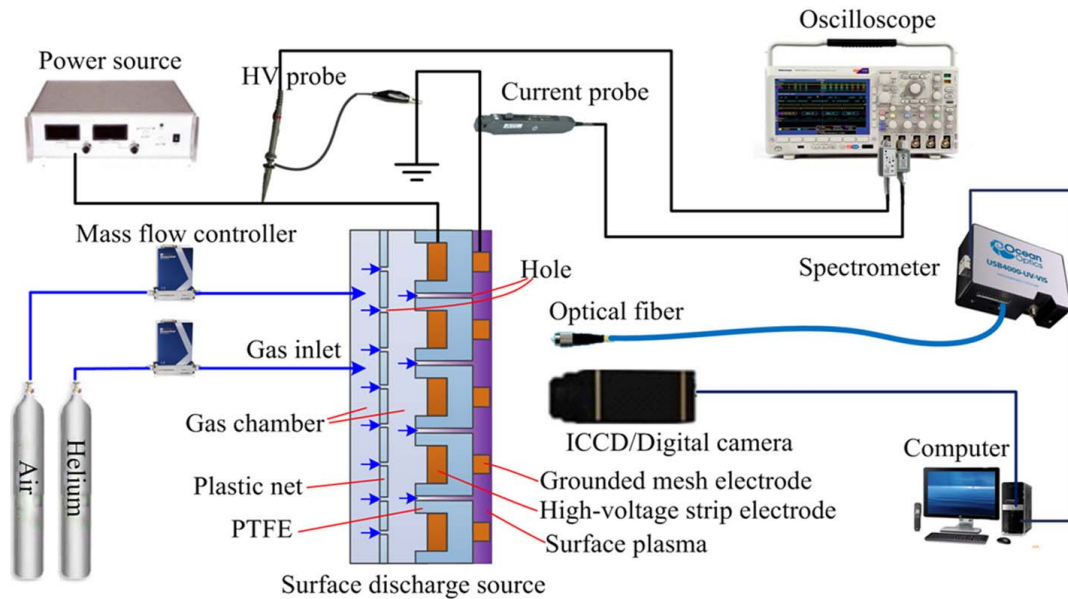 Oscilloscope
Power source
HV probe
Current probe
Mass flow controller
Spectrometer
Ocean
Optics
USB4000-UV-VIS
Hole
Optical fiber
Gas inlet
Gas chamber
ICCD/Digital camera
Computer
Air
Helium
Plastic net
Grounded mesh electrode
High-voltage strip electrode
PTFE
Surface plasma
Surface discharge source